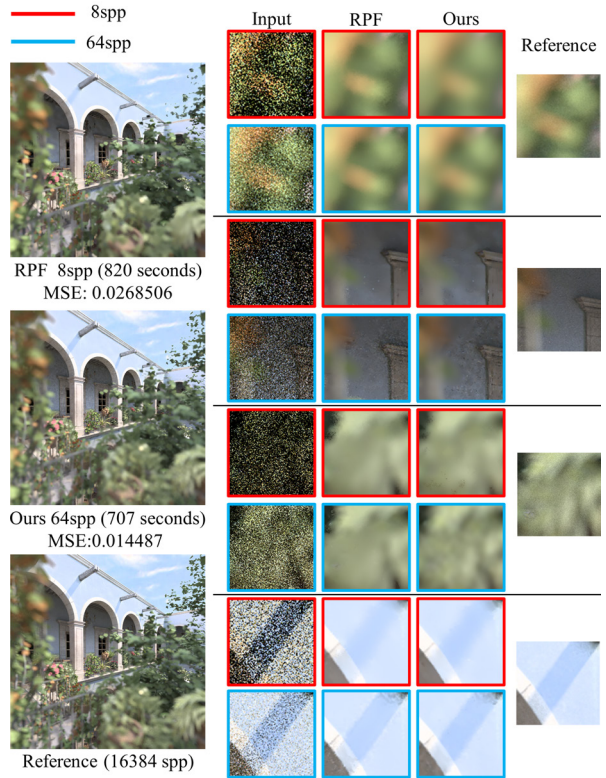 8spp
64spp
Input
RPF
Ours
Reference
RPF 8spp (820 seconds)
MSE: 0.0268506
Ours 64spp (707 seconds)
MSE:0.014487
Reference (16384 spp)